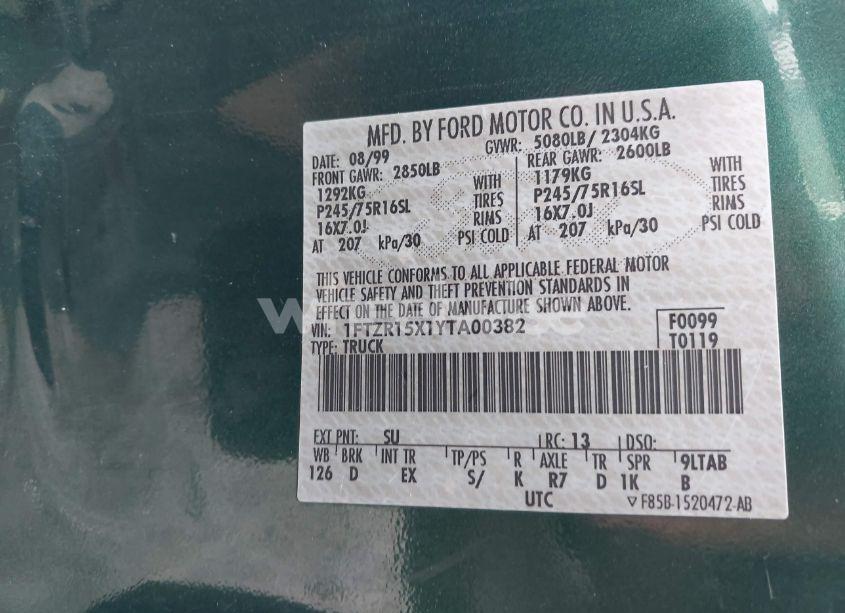 MFD. BY FORD MOTOR CO. IN U.S.A.
DATE: 08/99 GVWR: 5080LB/ 2304KG
FRONT GAWR: 2850LB REAR GAWR: 2600LB
1292KG WITH 1179KG WITH
P245/75R16SL TIRES P245/75R16SL TIRES
16X7.0J RIMS 16X7.0J RIMS
AT 207 kPa/30 PSI COLD AT 207 kPa/30 PSI COLD
THIS VEHICLE CONFORMS TO ALL APPLICABLE FEDERAL MOTOR
VEHICLE SAFETY AND THEFT PREVENTION STANDARDS IN
EFFECT ON THE DATE OF MANUFACTURE SHOWN ABOVE.
VIN: 1FTZR15X1YTA00382 F0099
TYPE: TRUCK T0119
EXT PNT: SU RC: 13 DSO:
WB BRK INT TR TP/PS R AXLE TR SPR 9LTAB
126 D EX S/ K R7 D 1K B
UTC ▽ F85B-1520472-AB